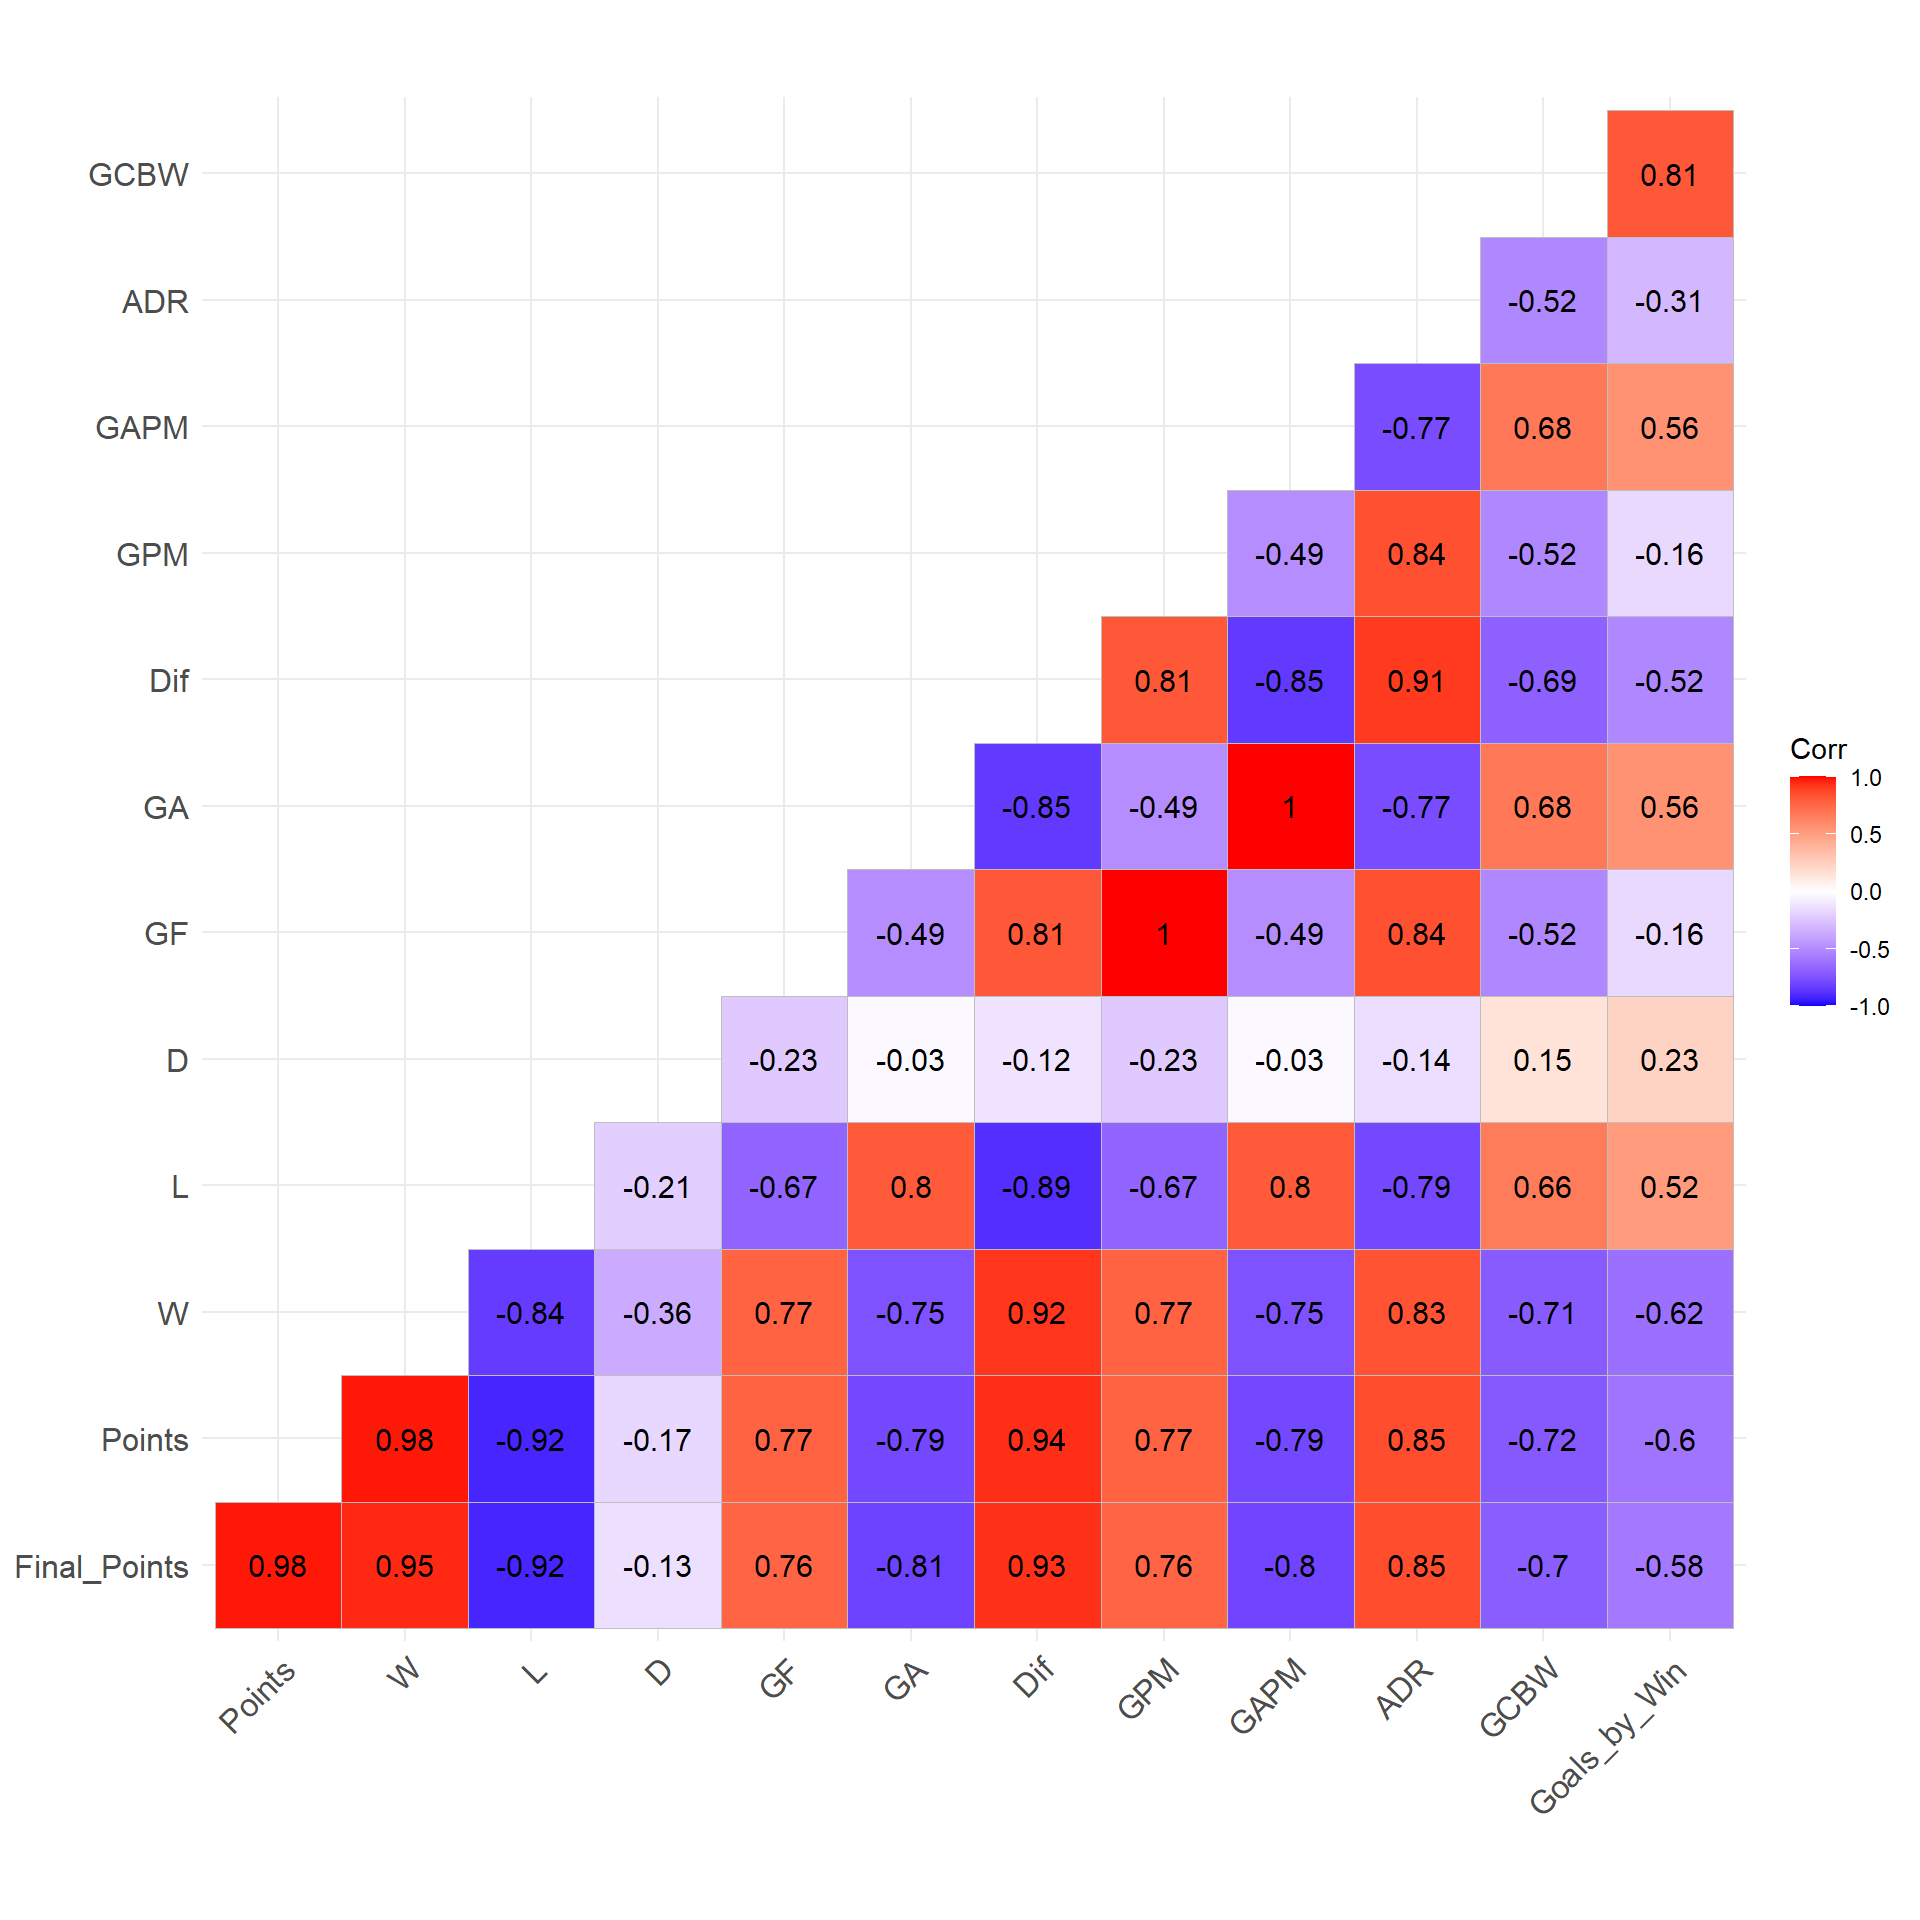 GCBW 0.81
ADR -0.52 -0.31
GAPM -0.77 0.68 0.56
GPM -0.49 0.84 -0.52 -0.16
Dif 0.81 -0.85 0.91 -0.69 -0.52
GA -0.85 -0.49 1 -0.77 0.68 0.56
GF -0.49 0.81 1 -0.49 0.84 -0.52 -0.16
D -0.23 -0.03 -0.12 -0.23 -0.03 -0.14 0.15 0.23
L -0.21 -0.67 0.8 -0.89 -0.67 0.8 -0.79 0.66 0.52
W -0.84 -0.36 0.77 -0.75 0.92 0.77 -0.75 0.83 -0.71 -0.62
Points 0.98 -0.92 -0.17 0.77 -0.79 0.94 0.77 -0.79 0.85 -0.72 -0.6
Final_Points 0.98 0.95 -0.92 -0.13 0.76 -0.81 0.93 0.76 -0.8 0.85 -0.7 -0.58
Points W L D GF GA Dif GPM GAPM ADR GCBW Goals_by_Win
Corr
1.0
0.5
0.0
-0.5
-1.0